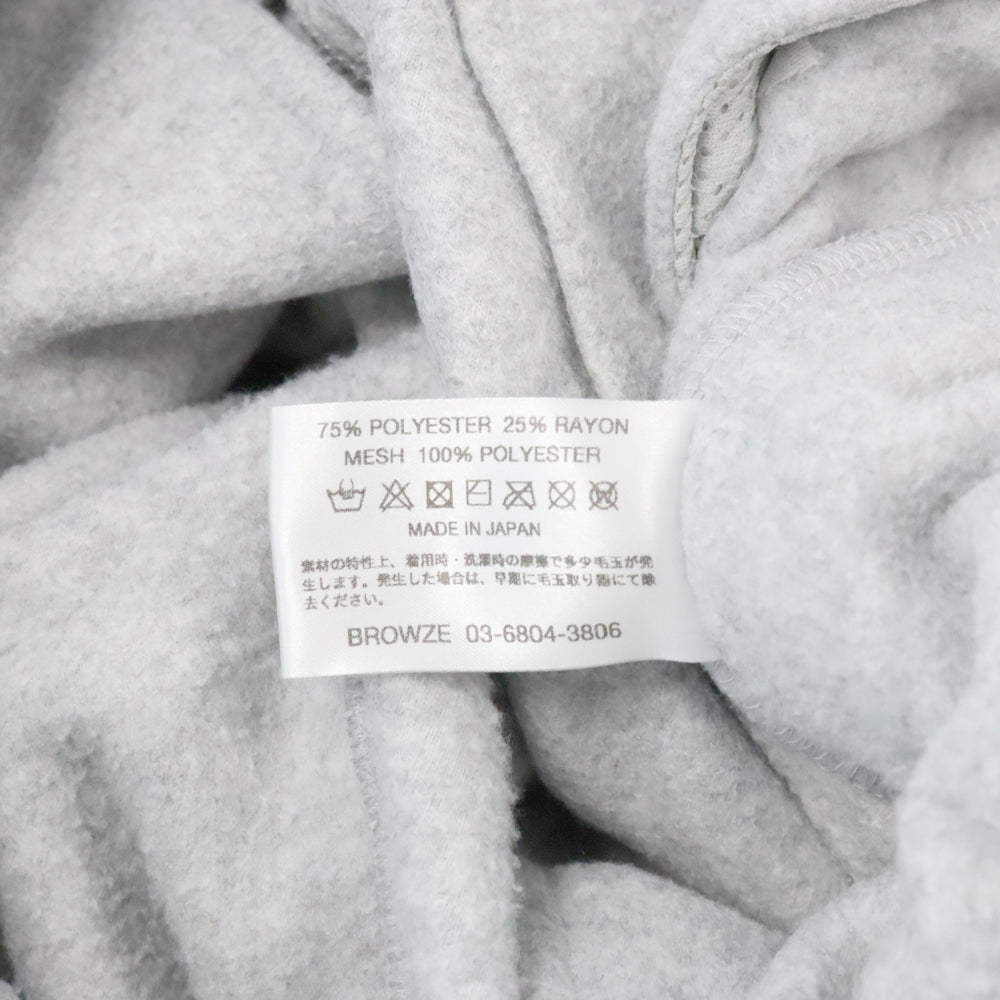 75% POLYESTER 25% RAYON
MESH 100% POLYESTER
MADE IN JAPAN
素材の特性上、着用時・洗濯時の摩擦で多少毛玉が発
生します。発生した場合は、早期に毛玉取り器にて除
去ください。
BROWZE 03-6804-3806